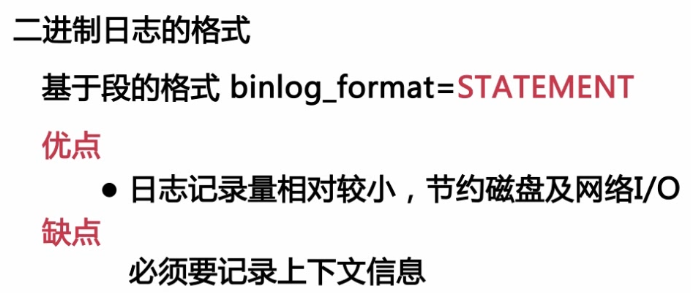 二进制日志的格式
基于段的格式 binlog_format=STATEMENT
优点
● 日志记录量相对较小，节约磁盘及网络I/O
缺点
必须要记录上下文信息